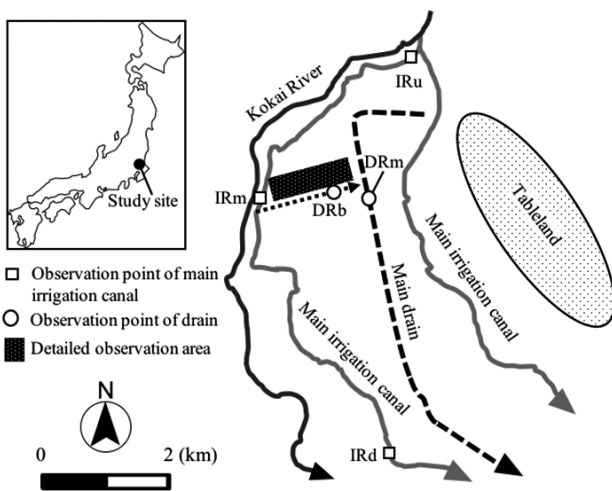 Study site
Observation point of main
irrigation canal
Observation point of drain
Detailed observation area
N
0 2 (km)
Kokai River
IRu
DRm
IRm
DRb
Tableland
Main irrigation canal
Main drain
Main irrigation canal
IRd